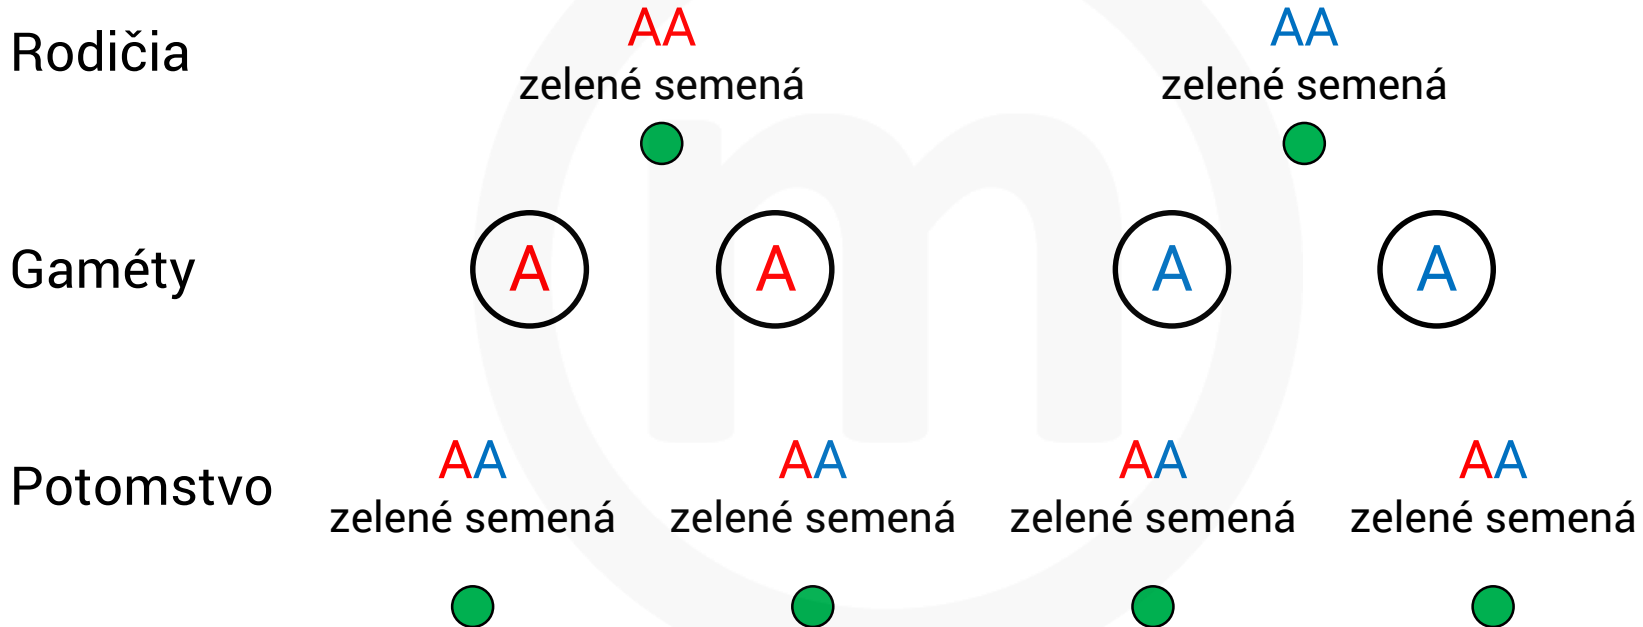 Rodičia
AA
zelené semená
AA
zelené semená
Gaméty
A
A
A
A
Potomstvo
AA
zelené semená
AA
zelené semená
AA
zelené semená
AA
zelené semená
m